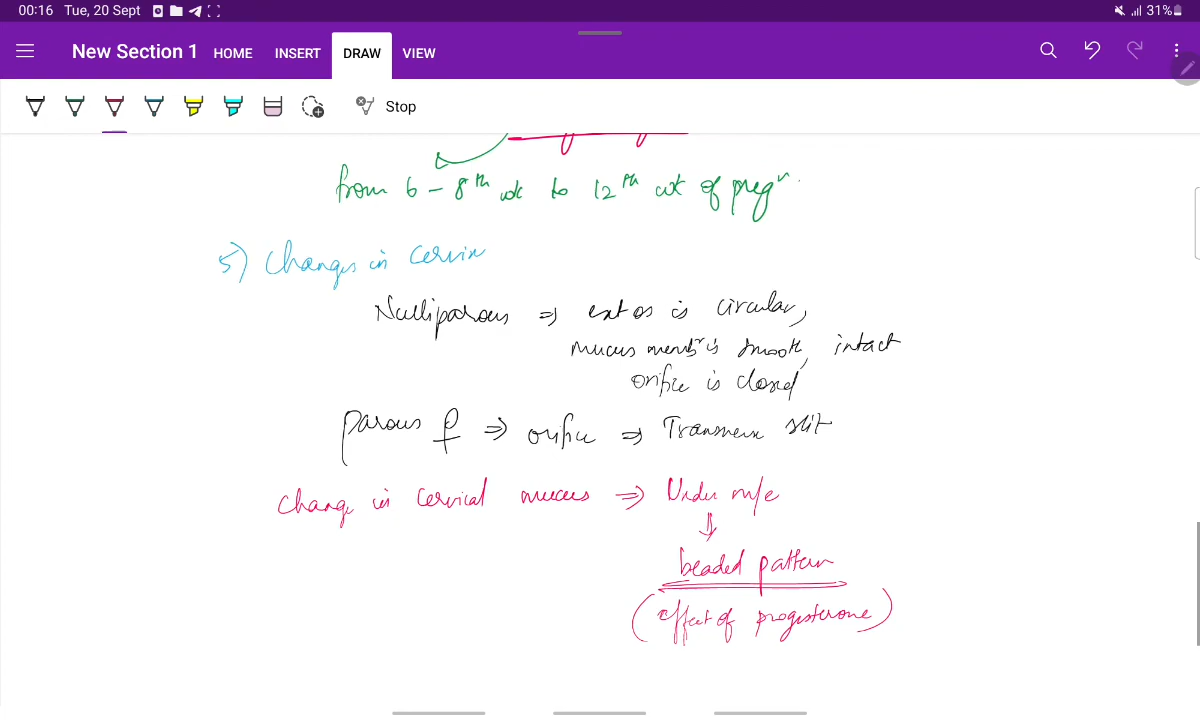 00:16 Tue, 20 Sept 31%
New Section 1 HOME INSERT DRAW VIEW
Stop
from 6 - 8th wk to 12th wk of pregn.
5) Changes in Cervix
Nulliparous ⇒ ext os is circular,
mucus membr is smooth, intact
orifice is closed
parous ♀ ⇒ orifice ⇒ Transverse slit
Change in Cervical mucus ⇒ Under m/c
↓
beaded pattern
(effect of progesterone)